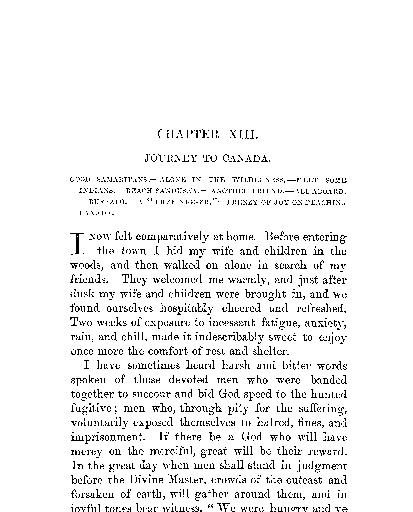 CHAPTER XIII.
JOURNEY TO CANADA.
GOOD SAMARITANS.—ALONE IN THE WILDERNESS.—MEET SOME
INDIANS.—REACH SANDUSKY.—ANOTHER FRIEND.—ALL ABOARD.
BUFFALO.—A "FREE NEGRO."—FRENZY OF JOY ON REACHING
CANADA.
I NOW felt comparatively at home. Before entering
the town I hid my wife and children in the
woods, and then walked on alone in search of my
friends. They welcomed me warmly, and just after
dusk my wife and children were brought in, and we
found ourselves hospitably cheered and refreshed.
Two weeks of exposure to incessant fatigue, anxiety,
rain, and chill, made it indescribably sweet to enjoy
once more the comfort of rest and shelter.
I have sometimes heard harsh and bitter words
spoken of those devoted men who were banded
together to succour and bid God speed to the hunted
fugitive; men who, through pity for the suffering,
voluntarily exposed themselves to hatred, fines, and
imprisonment. If there be a God who will have
mercy on the merciful, great will be their reward.
In the great day when men shall stand in judgment
before the Divine Master, crowds of the outcast and
forsaken of earth, will gather around them, and in
joyful tones bear witness. "We were hungry and ye